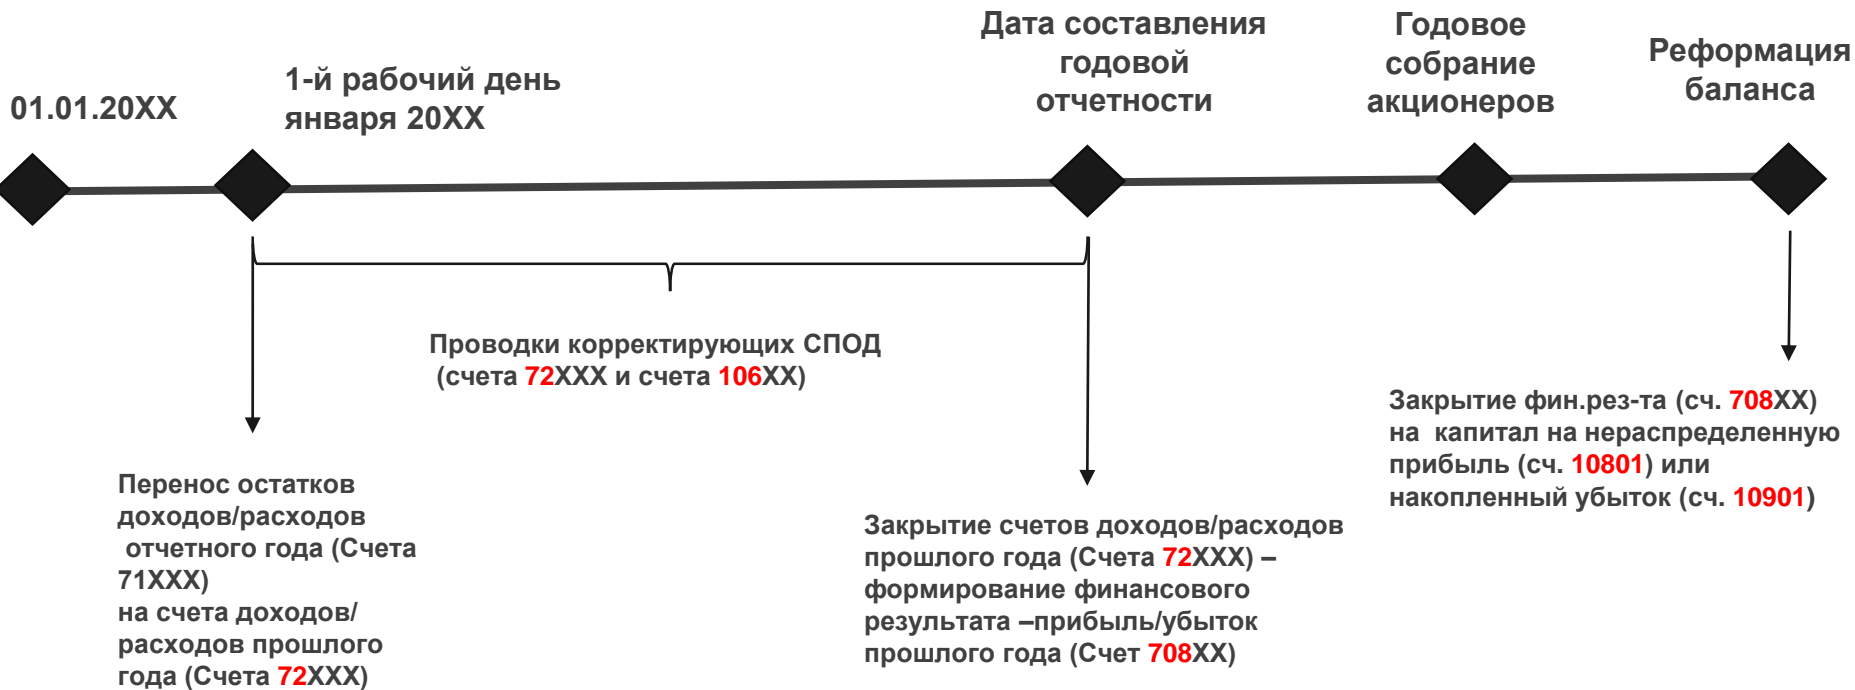 01.01.20XX
1-й рабочий день
января 20XX
Дата составления
годовой
отчетности
Годовое
собрание
акционеров
Реформация
баланса
Проводки корректирующих СПОД
(счета 72XXX и счета 106XX)
Перенос остатков
доходов/расходов
отчетного года (Счета
71XXX)
на счета доходов/
расходов прошлого
года (Счета 72XXX)
Закрытие счетов доходов/расходов
прошлого года (Счета 72XXX) –
формирование финансового
результата –прибыль/убыток
прошлого года (Счет 708XX)
Закрытие фин.рез-та (сч. 708XX)
на капитал на нераспределенную
прибыль (сч. 10801) или
накопленный убыток (сч. 10901)